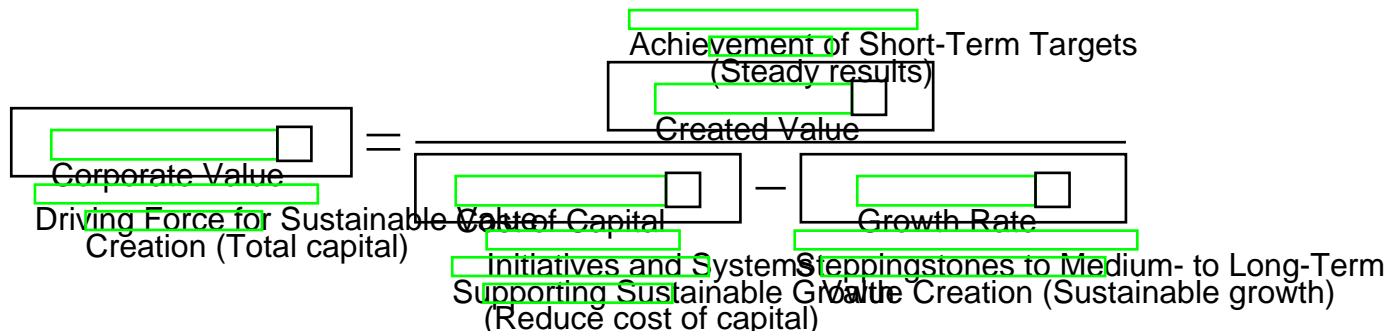 Achievement of Short-Term Targets
(Steady results)
Created Value
Corporate Value
=
Driving Force for Sustainable Value
Creation (Total capital)
Cost of Capital
−
Growth Rate
Initiatives and Systems
Supporting Sustainable Growth
(Reduce cost of capital)
Steppingstones to Medium- to Long-Term
Value Creation (Sustainable growth)